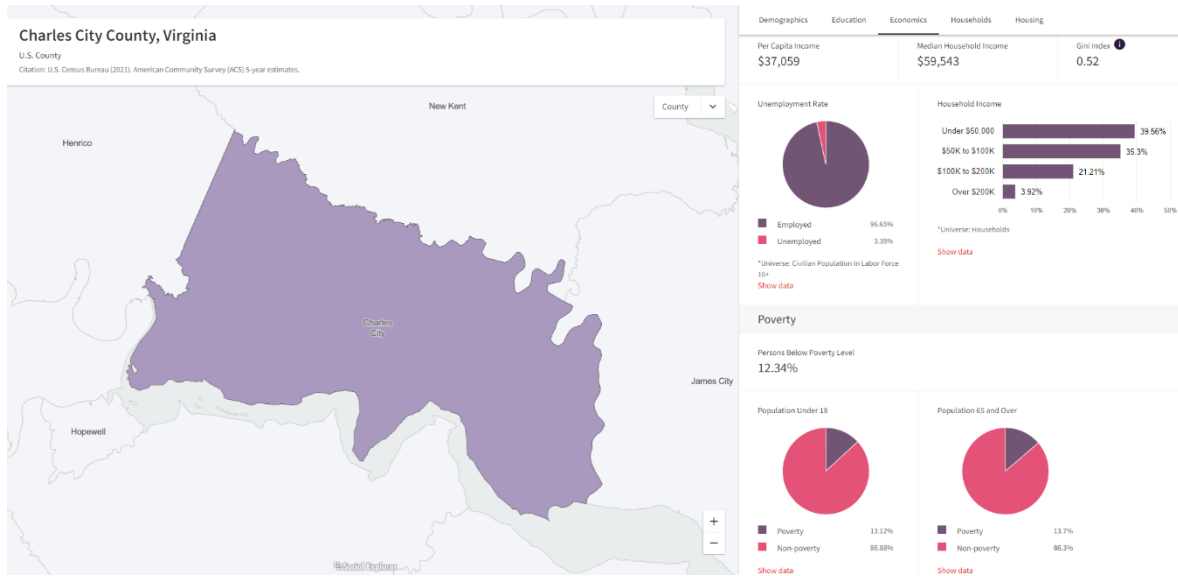 Charles City County, Virginia
U.S. County
Citation: U.S. Census Bureau (2021). American Community Survey (ACS) 5-year estimates.
County
New Kent
Henrico
Charles
City
James City
Hopewell
Social Explorer
+
−
Demographics Education Economics Households Housing
Per Capita Income
$37,059
Median Household Income
$59,543
Gini Index i
0.52
Unemployment Rate
Employed 96.65%
Unemployed 3.35%
*Universe: Civilian Population In Labor Force
16+
Show data
Household Income
Under $50,000 39.56%
$50K to $100K 35.3%
$100K to $200K 21.21%
Over $200K 3.92%
0% 10% 20% 30% 40% 50%
*Universe: Households
Show data
Poverty
Persons Below Poverty Level
12.34%
Population Under 18
Poverty 13.12%
Non-poverty 86.88%
Show data
Population 65 and Over
Poverty 13.7%
Non-poverty 86.3%
Show data